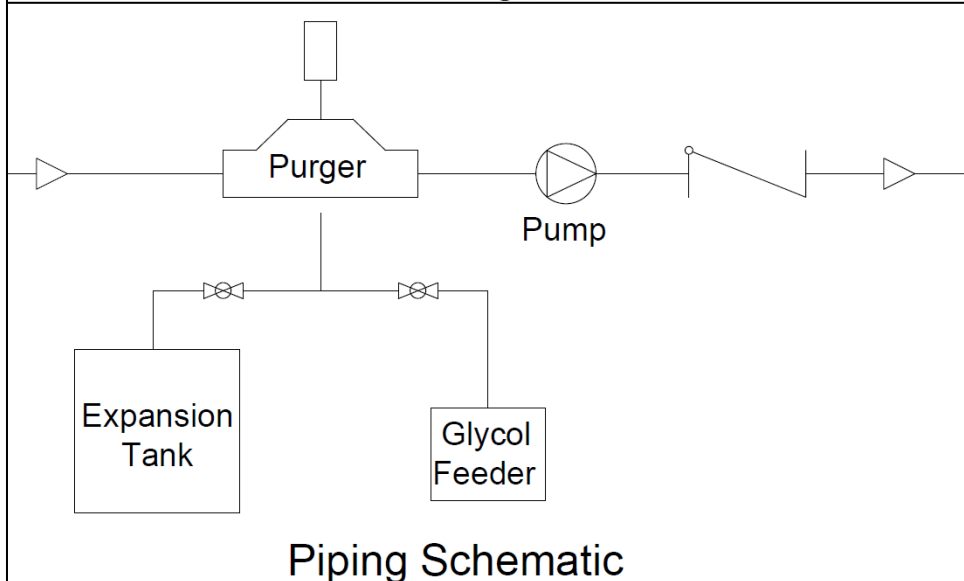 Purger
Pump
Expansion
Tank
Glycol
Feeder
Piping Schematic